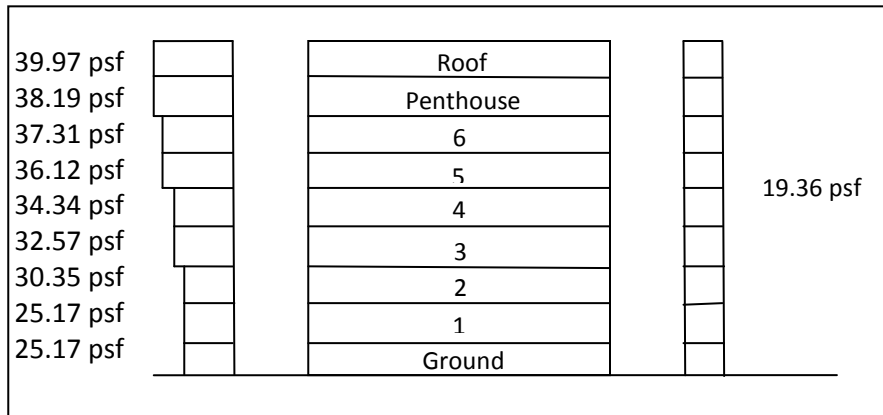 39.97 psf
Roof
38.19 psf
Penthouse
37.31 psf
6
36.12 psf
5
19.36 psf
34.34 psf
4
32.57 psf
3
30.35 psf
2
25.17 psf
1
25.17 psf
Ground